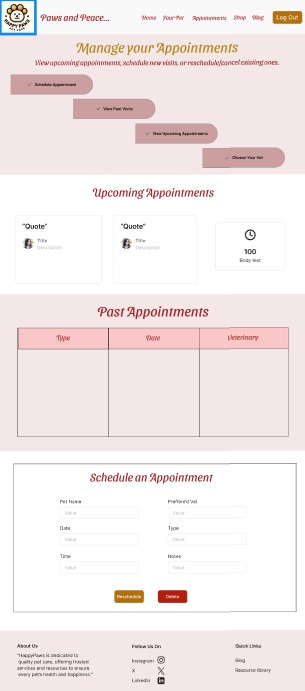 HAPPY PAWS
PET CARE
Paws and Peace...
Home Your Pet Appointments Shop Blog Log Out
Manage your Appointments
View upcoming appointments, schedule new visits, or reschedule/cancel existing ones.
✓ Schedule Appointment
✓ View Past Visits
✓ View Upcoming Appointments
✓ Choose Your Vet
Upcoming Appointments
"Quote"
Title
Description
"Quote"
Title
Description
100
Body text
Past Appointments
Type Date Veterinary
Schedule an Appointment
Pet Name Preffered Vet
Value Value
Date Type
Value Value
Time Notes
Value Value
Reschedule Delete
About Us
"HappyPaws is dedicated to
quality pet care, offering trusted
services and resources to ensure
every pet's health and happiness."
Follow Us On
Instagram
X
LinkedIn
Quick Links
Blog
Resource library